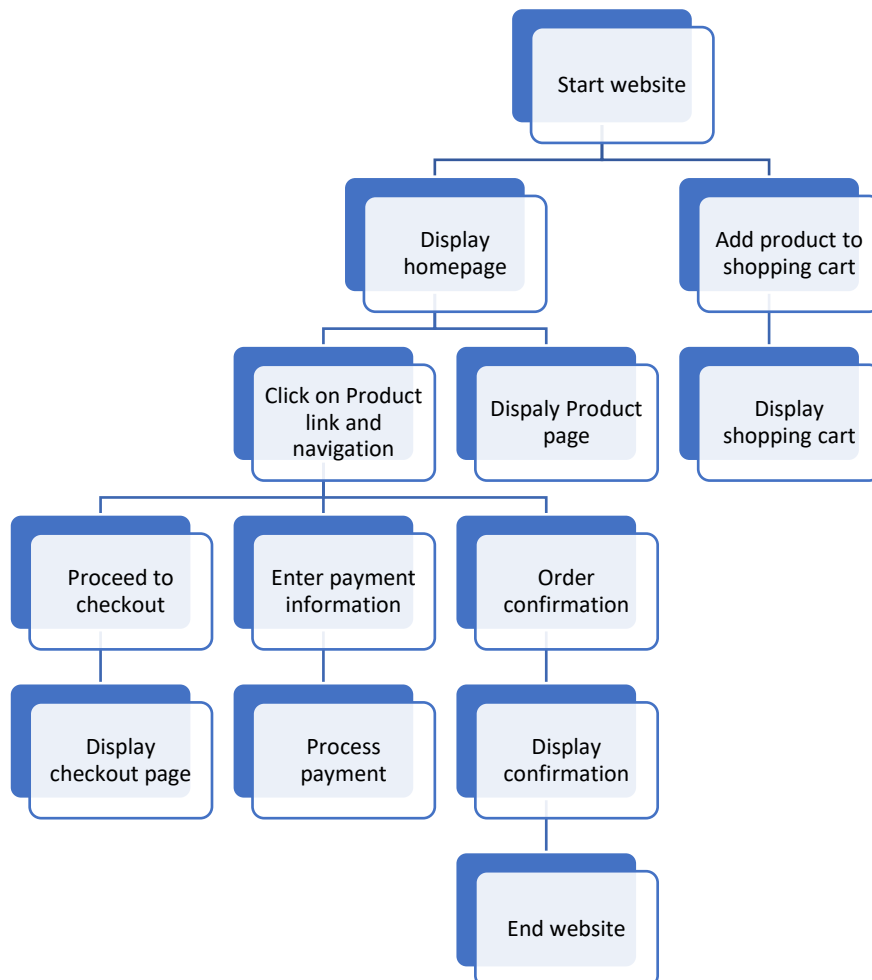 Start website
Display
homepage
Add product to
shopping cart
Click on Product
link and
navigation
Dispaly Product
page
Display
shopping cart
Proceed to
checkout
Enter payment
information
Order
confirmation
Display
checkout page
Process
payment
Display
confirmation
End website